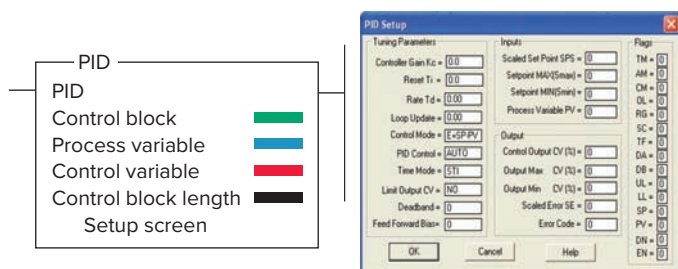 PID
PID
Control block
Process variable
Control variable
Control block length
Setup screen
PID Setup
Tuning Parameters
Controller Gain Kc = 0.0
Reset Ti = 0.0
Rate Td = 0.00
Loop Update = 0.00
Control Mode = E=SP-PV
PID Control = AUTO
Time Mode = STI
Limit Output CV = NO
Deadband = 0
Feed Forward Bias= 0
Inputs
Scaled Set Point SPS = 0
Setpoint MAX(Smax) = 0
Setpoint MIN(Smin) = 0
Process Variable PV = 0
Output
Control Output CV (%) = 0
Output Max CV (%) = 0
Output Min CV (%) = 0
Scaled Error SE = 0
Error Code = 0
Flags
TM = 0
AM = 0
CM = 0
OL = 0
RG = 0
SC = 0
TF = 0
DA = 0
DB = 0
UL = 0
LL = 0
SP = 0
PV = 0
DN = 0
EN = 0
OK
Cancel
Help